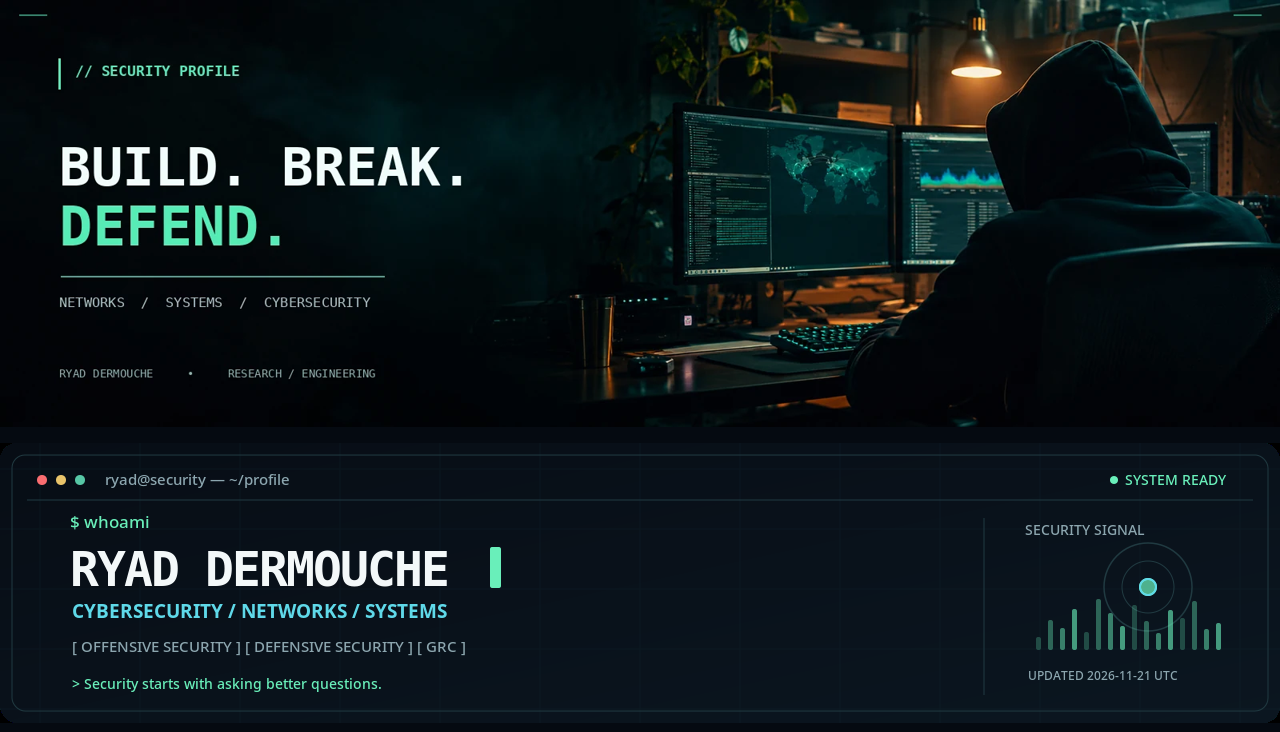 // SECURITY PROFILE
BUILD. BREAK.
DEFEND.
NETWORKS / SYSTEMS / CYBERSECURITY
RYAD DERMOUCHE • RESEARCH / ENGINEERING
ryad@security — ~/profile
SYSTEM READY
$ whoami
RYAD DERMOUCHE
CYBERSECURITY / NETWORKS / SYSTEMS
[ OFFENSIVE SECURITY ] [ DEFENSIVE SECURITY ] [ GRC ]
> Security starts with asking better questions.
SECURITY SIGNAL
UPDATED 2026-11-21 UTC